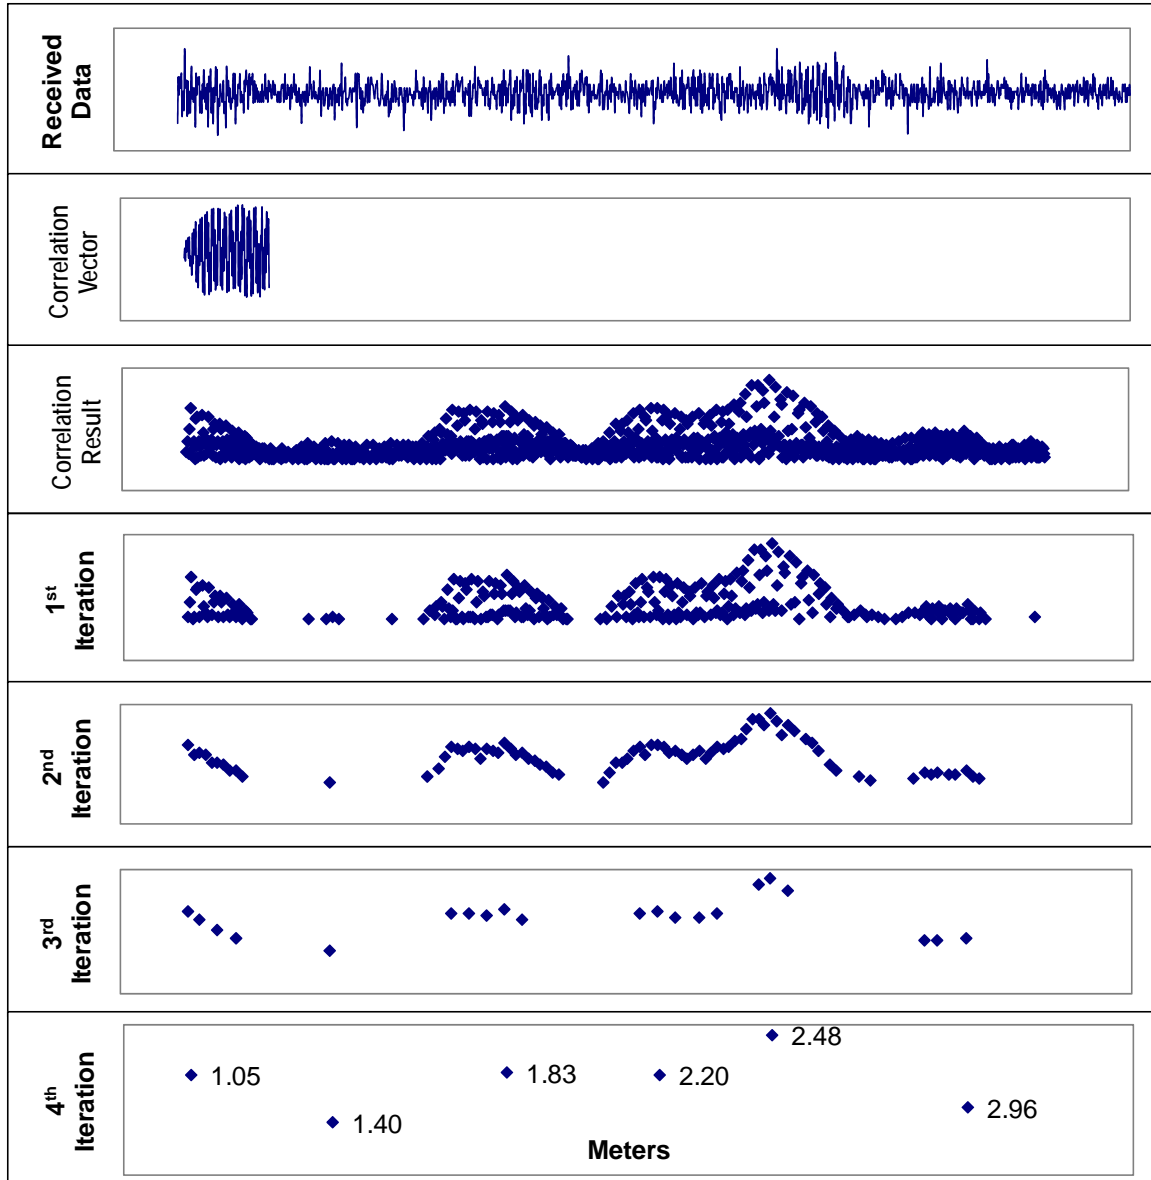 Received
Data
Correlation
Vector
Correlation
Result
1st
Iteration
2nd
Iteration
3rd
Iteration
4th
Iteration
2.48
1.05
1.83
2.20
1.40
2.96
Meters